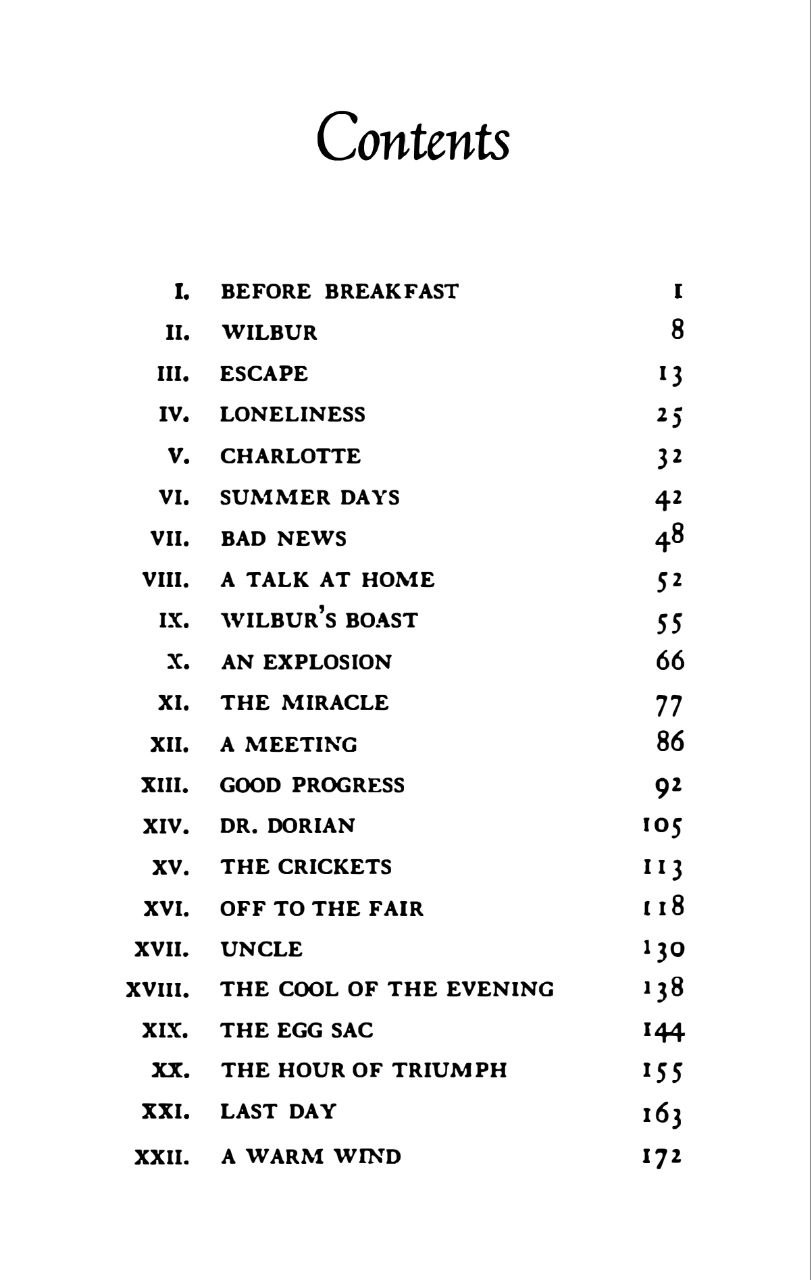 Contents
I. BEFORE BREAKFAST 1
II. WILBUR 8
III. ESCAPE 13
IV. LONELINESS 25
V. CHARLOTTE 32
VI. SUMMER DAYS 42
VII. BAD NEWS 48
VIII. A TALK AT HOME 52
IX. WILBUR'S BOAST 55
X. AN EXPLOSION 66
XI. THE MIRACLE 77
XII. A MEETING 86
XIII. GOOD PROGRESS 92
XIV. DR. DORIAN 105
XV. THE CRICKETS 113
XVI. OFF TO THE FAIR 118
XVII. UNCLE 130
XVIII. THE COOL OF THE EVENING 138
XIX. THE EGG SAC 144
XX. THE HOUR OF TRIUMPH 155
XXI. LAST DAY 163
XXII. A WARM WIND 172